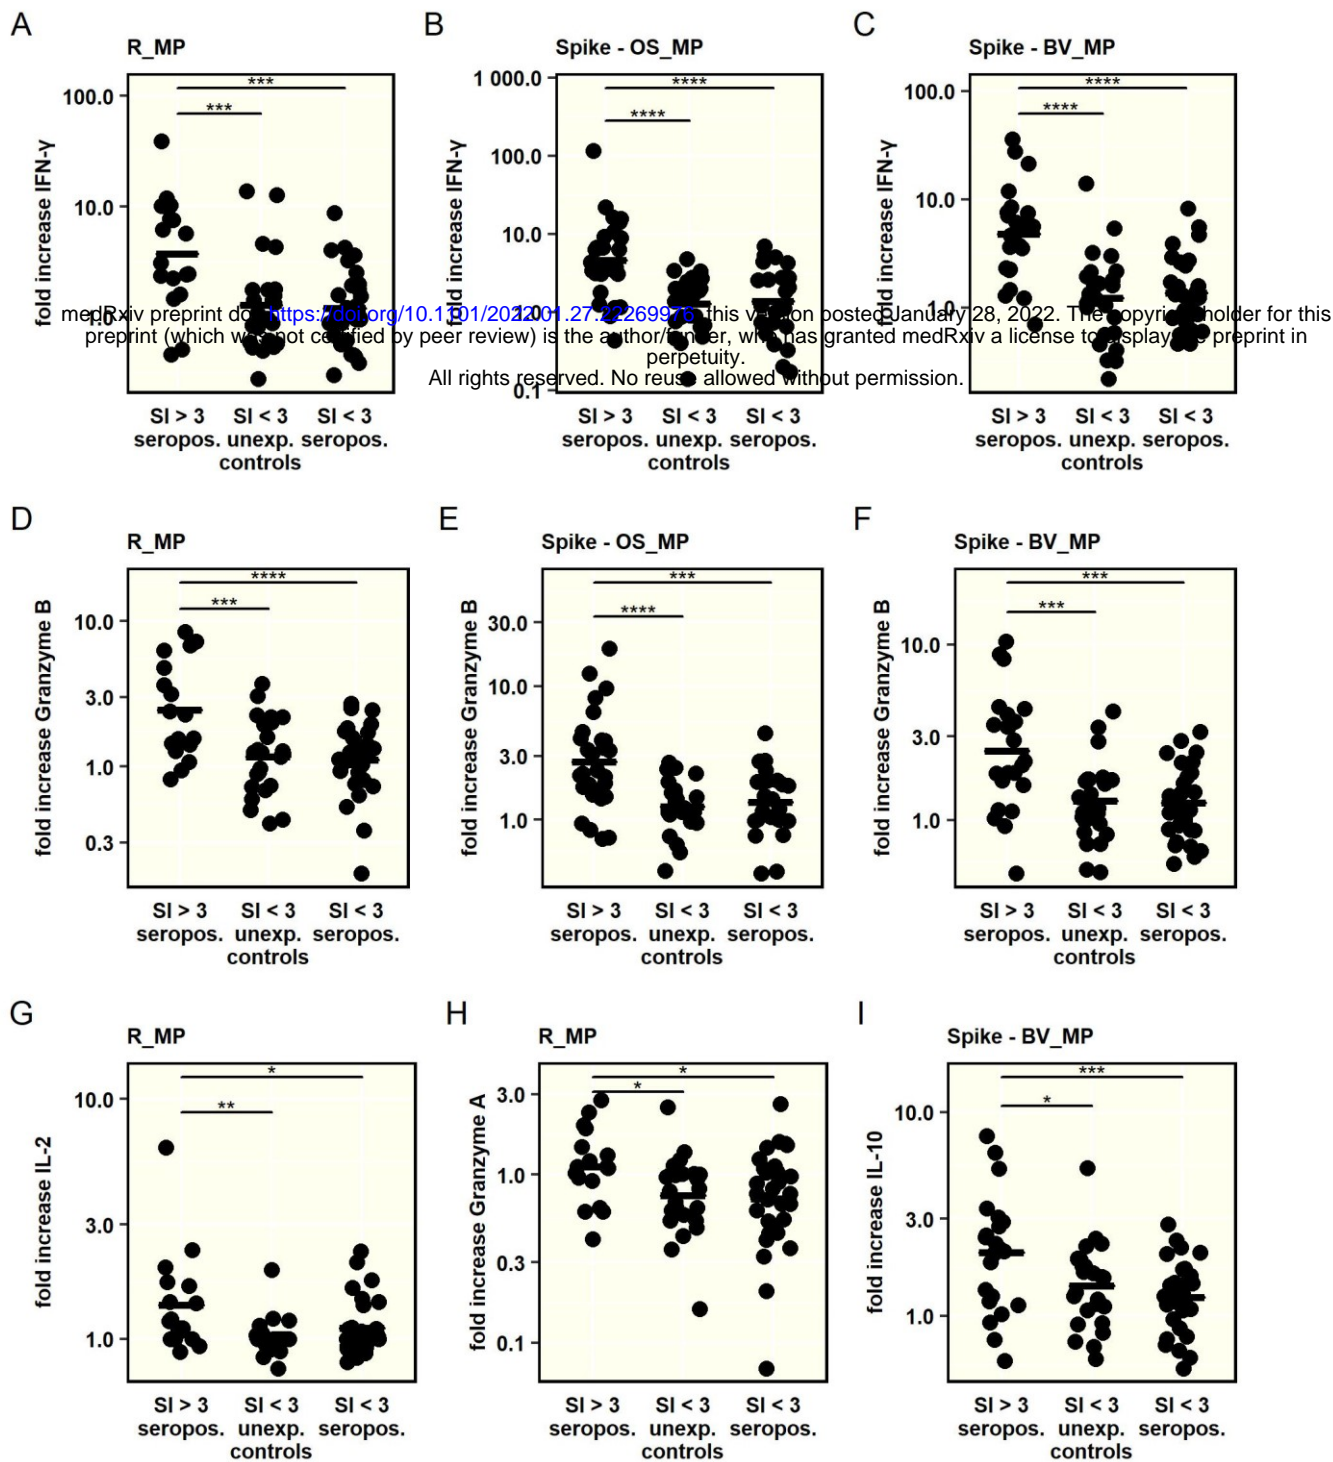 A
R_MP
fold increase IFN-γ
100.0
10.0
***
***
SI > 3 SI < 3 SI < 3
seropos. unexp. seropos.
controls
B
Spike - OS_MP
fold increase IFN-γ
1 000.0
100.0
10.0
1.0
0.1
****
****
SI > 3 SI < 3 SI < 3
seropos. unexp. seropos.
controls
C
Spike - BV_MP
fold increase IFN-γ
100.0
10.0
1.0
****
****
SI > 3 SI < 3 SI < 3
seropos. unexp. seropos.
controls
medRxiv preprint doi: https://doi.org/10.1101/2022.01.27.22269976; this version posted January 28, 2022. The copyright holder for this
preprint (which was not certified by peer review) is the author/funder, who has granted medRxiv a license to display the preprint in
perpetuity.
All rights reserved. No reuse allowed without permission.
D
R_MP
fold increase Granzyme B
10.0
3.0
1.0
0.3
****
***
SI > 3 SI < 3 SI < 3
seropos. unexp. seropos.
controls
E
Spike - OS_MP
fold increase Granzyme B
30.0
10.0
3.0
1.0
***
****
SI > 3 SI < 3 SI < 3
seropos. unexp. seropos.
controls
F
Spike - BV_MP
fold increase Granzyme B
10.0
3.0
1.0
***
***
SI > 3 SI < 3 SI < 3
seropos. unexp. seropos.
controls
G
R_MP
fold increase IL-2
10.0
3.0
1.0
*
**
SI > 3 SI < 3 SI < 3
seropos. unexp. seropos.
controls
H
R_MP
fold increase Granzyme A
3.0
1.0
0.3
0.1
*
*
SI > 3 SI < 3 SI < 3
seropos. unexp. seropos.
controls
I
Spike - BV_MP
fold increase IL-10
10.0
3.0
1.0
***
*
SI > 3 SI < 3 SI < 3
seropos. unexp. seropos.
controls